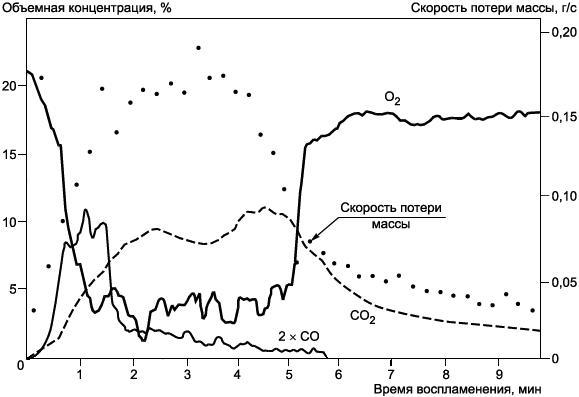 Объемная концентрация, %
Скорость потери массы, г/с
20
15
10
5
0
0,20
0,15
0,10
0,05
0
O₂
Скорость потери
массы
CO₂
2 × CO
1 2 3 4 5 6 7 8 9
Время воспламенения, мин